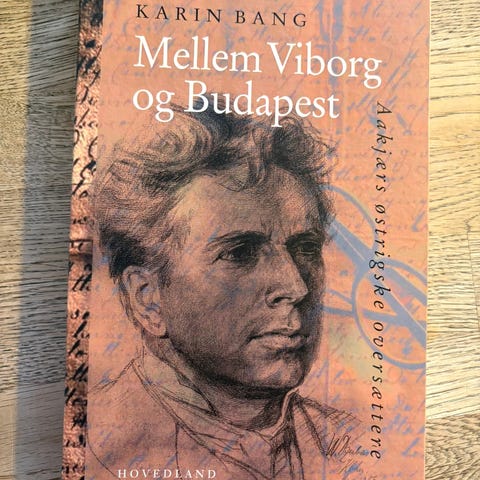 KARIN BANG
Mellem Viborg
og Budapest
Aakjærs østrigske oversættere
HOVEDLAND